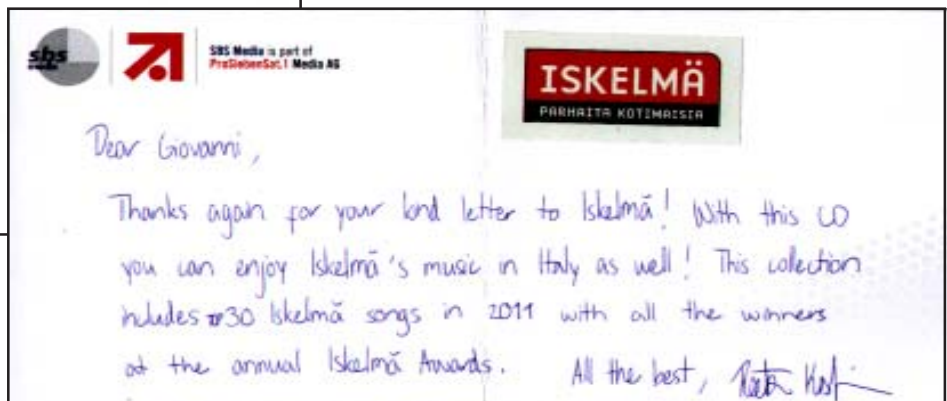 sbs
media
SBS Media is part of
ProSiebenSat.1 Media AG
ISKELMÄ
PARHAITA KOTIMAISIA
Dear Giovanni,
Thanks again for your kind letter to Iskelmä! With this CD
you can enjoy Iskelmä's music in Italy as well! This collection
includes 30 Iskelmä songs in 2011 with all the winners
at the annual Iskelmä Awards. All the best,